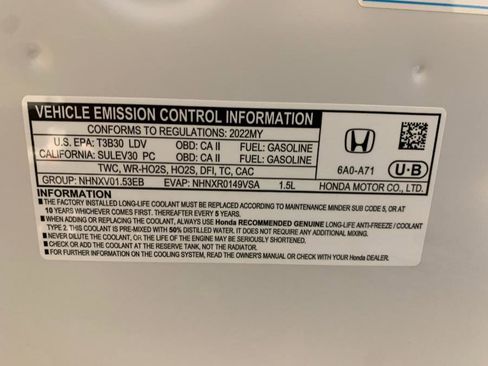 VEHICLE EMISSION CONTROL INFORMATION
CONFORMS TO REGULATIONS: 2022MY
U.S. EPA: T3B30 LDV OBD: CA II FUEL: GASOLINE
CALIFORNIA: SULEV30 PC OBD: CA II FUEL: GASOLINE
TWC, WR-HO2S, HO2S, DFI, TC, CAC
GROUP: NHNXV01.53EB EVAP: NHNXR0149VSA 1.5L
6A0-A71
U·B
HONDA MOTOR CO., LTD.
INFORMATION
■ THE FACTORY INSTALLED LONG-LIFE COOLANT MUST BE REPLACED ACCORDING TO MAINTENANCE MINDER SUB CODE 5, OR AT
10 YEARS WHICHEVER COMES FIRST. THEREAFTER EVERY 5 YEARS.
■ WHEN ADDING OR REPLACING THE COOLANT, ALWAYS USE Honda RECOMMENDED GENUINE LONG-LIFE ANTI-FREEZE / COOLANT
TYPE 2. THIS COOLANT IS PRE-MIXED WITH 50% DISTILLED WATER. IT DOES NOT REQUIRE ANY ADDITIONAL MIXING.
■ NEVER DILUTE THE COOLANT, OR THE ENGINE MAY BE SERIOUSLY SHORTENED.
■ CHECK OR ADD THE COOLANT AT THE RESERVE TANK, NOT THE RADIATOR.
■ FOR FURTHER INFORMATION ON THE COOLING SYSTEM, READ THE OWNER'S MANUAL OR CHECK WITH YOUR Honda DEALER.